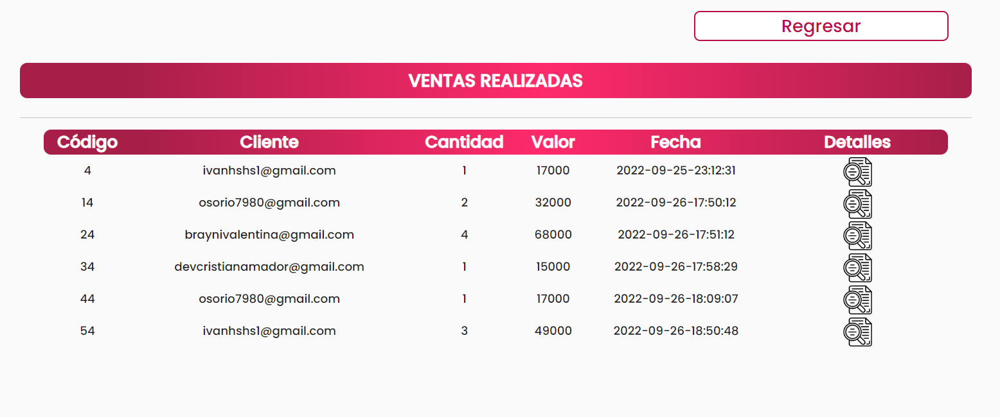 Regresar
VENTAS REALIZADAS
Código Cliente Cantidad Valor Fecha Detalles
4 ivanhshs1@gmail.com 1 17000 2022-09-25-23:12:31
14 osorio7980@gmail.com 2 32000 2022-09-26-17:50:12
24 braynivalentina@gmail.com 4 68000 2022-09-26-17:51:12
34 devcristianamador@gmail.com 1 15000 2022-09-26-17:58:29
44 osorio7980@gmail.com 1 17000 2022-09-26-18:09:07
54 ivanhshs1@gmail.com 3 49000 2022-09-26-18:50:48